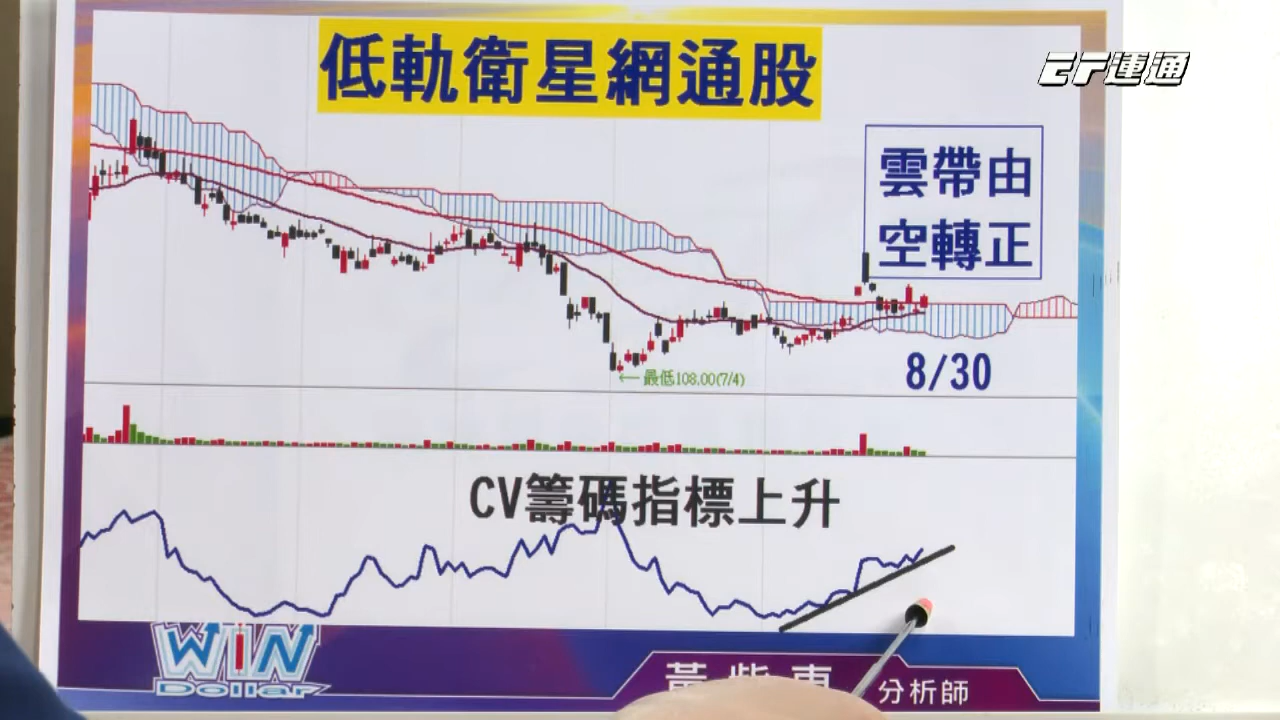 低軌衛星網通股
EF運通
雲帶由
空轉正
←最低108.00(7/4)
8/30
CV籌碼指標上升
WIN
Dollar
分析師